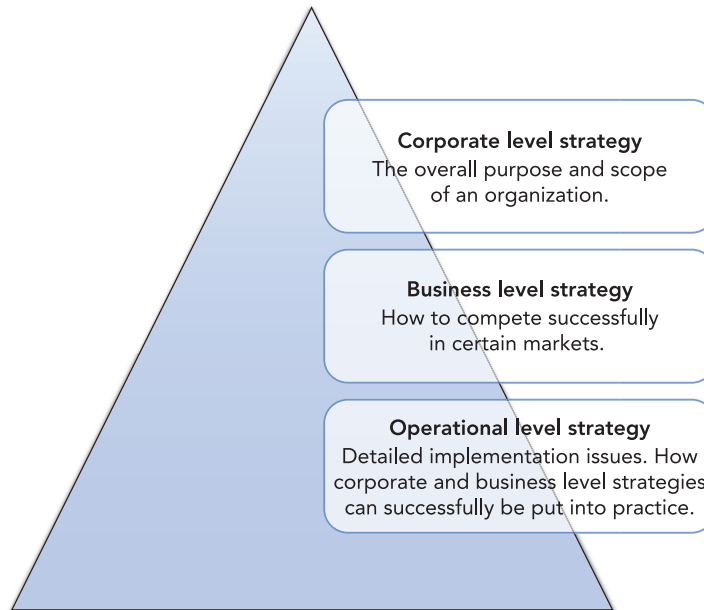 Corporate level strategy
The overall purpose and scope
of an organization.
Business level strategy
How to compete successfully
in certain markets.
Operational level strategy
Detailed implementation issues. How
corporate and business level strategies
can successfully be put into practice.